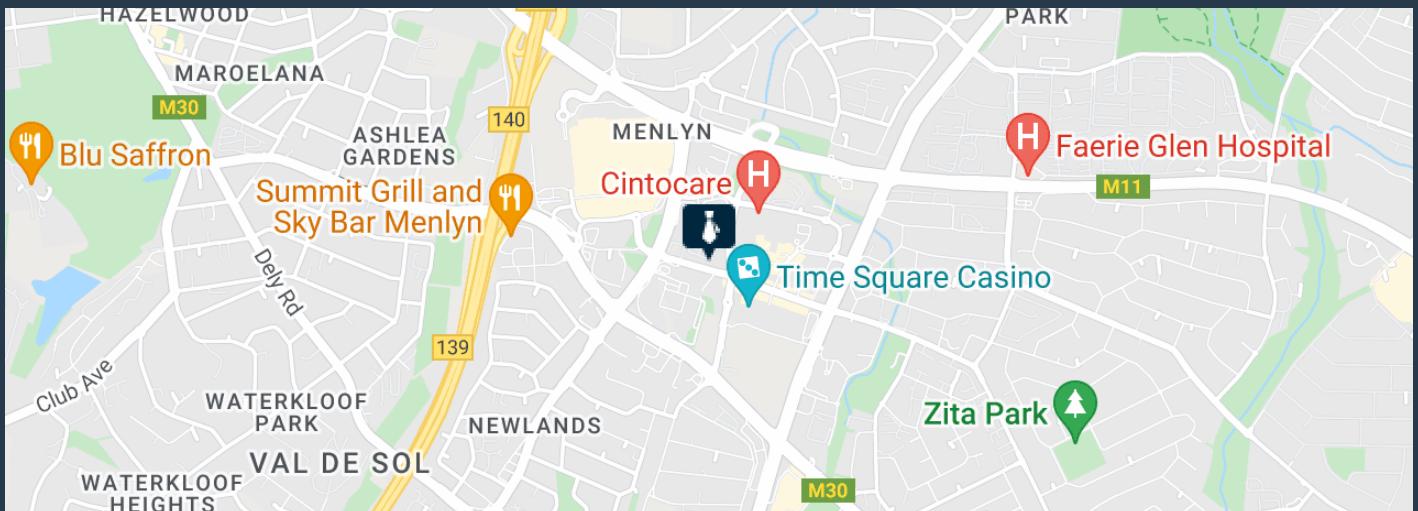 HAZELWOOD
PARK
MAROELANA
M30
140
ASHLEA
GARDENS
MENLYN
H
Faerie Glen Hospital
Blu Saffron
Summit Grill and
Sky Bar Menlyn
Cintocare
H
M11
Time Square Casino
Dely Rd
139
Club Ave
WATERKLOOF
PARK
NEWLANDS
Zita Park
VAL DE SOL
WATERKLOOF
HEIGHTS
M30